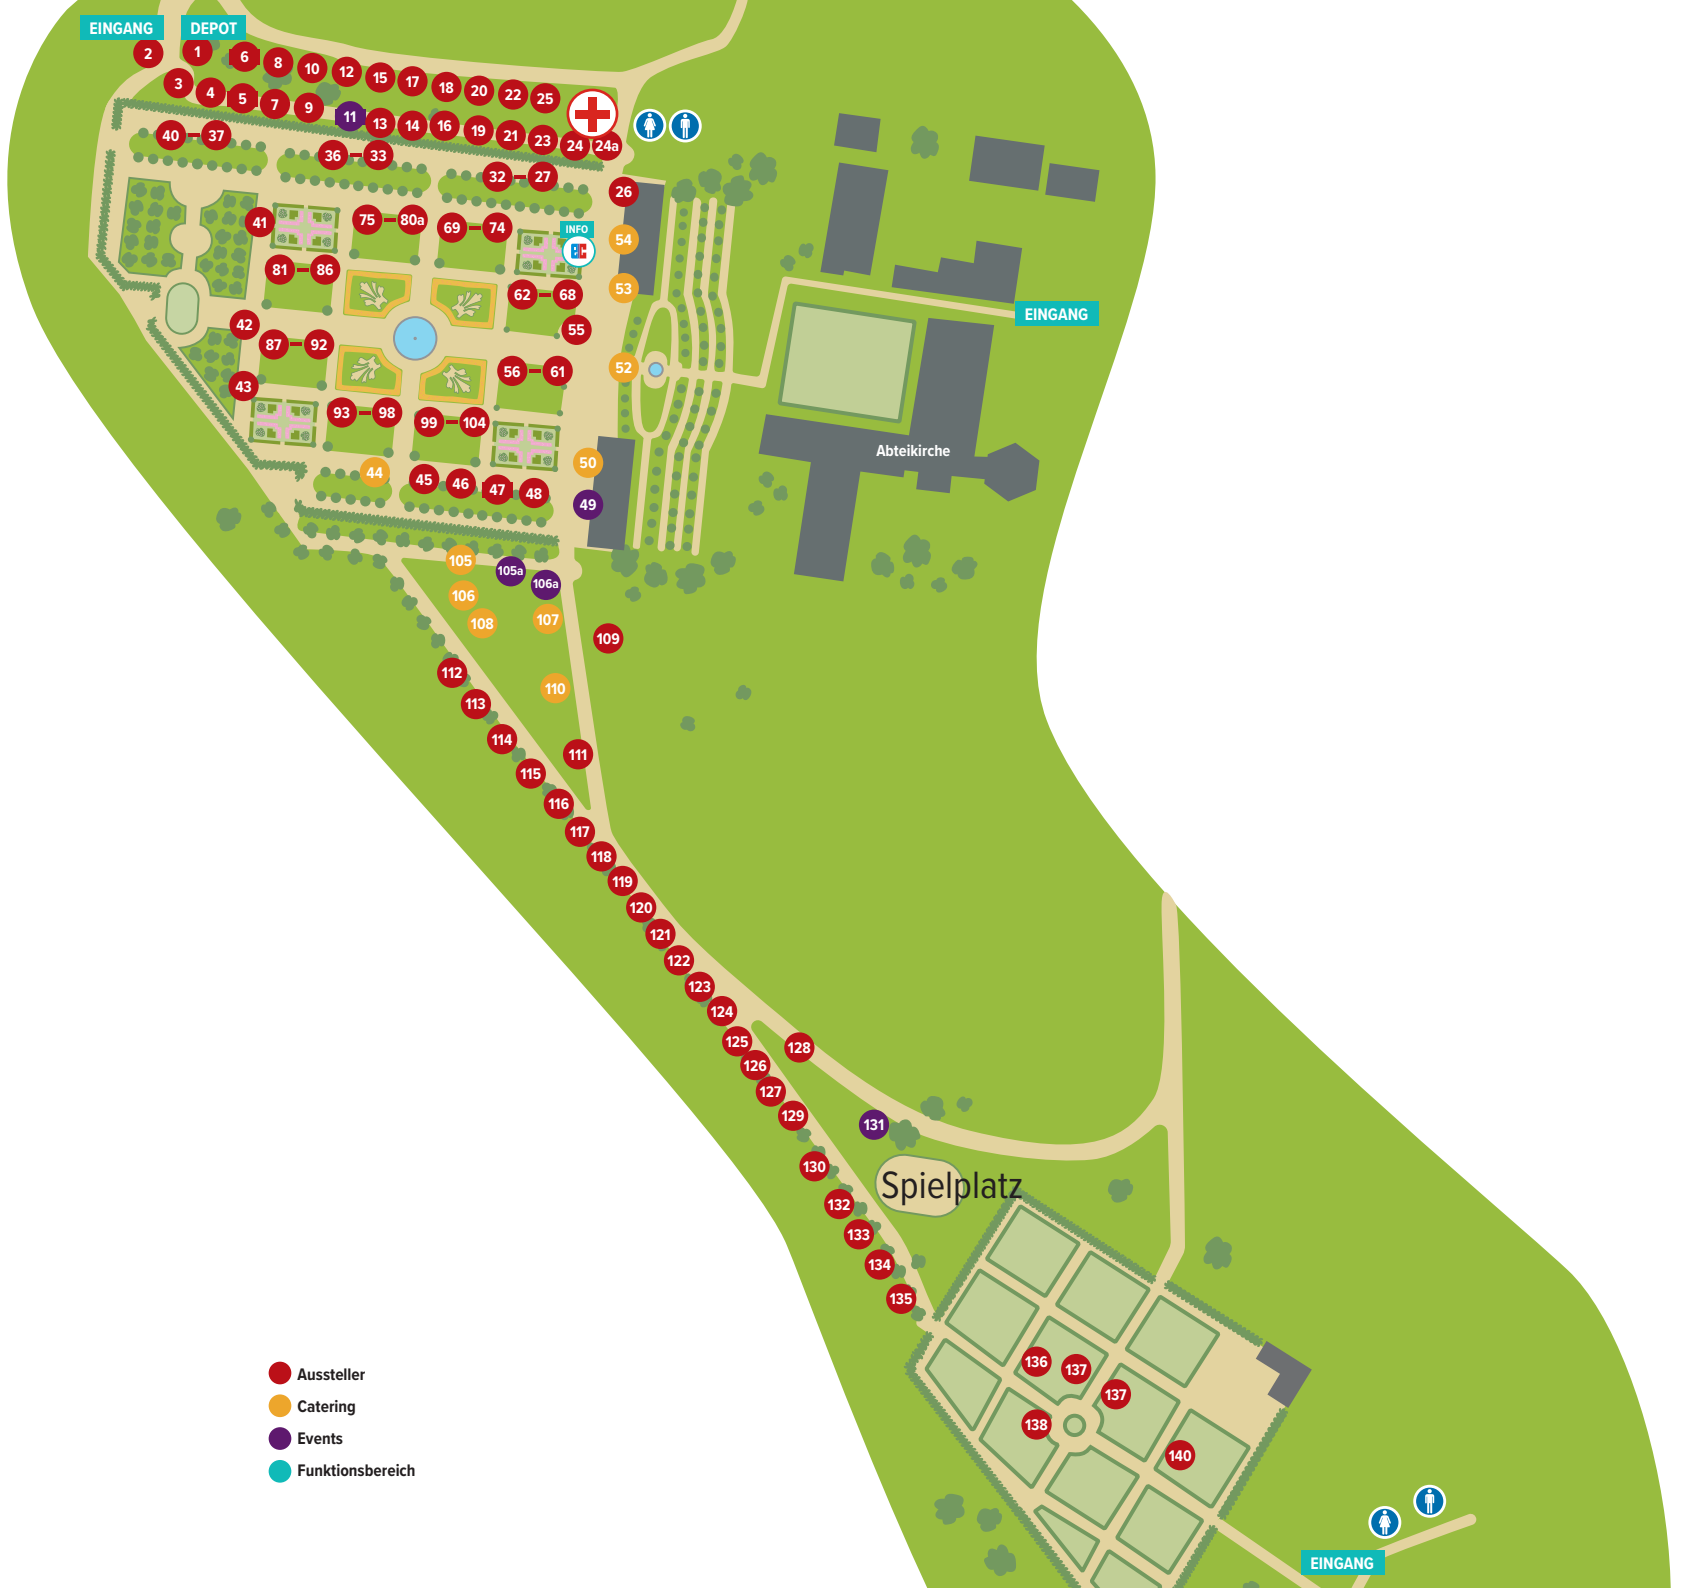 EINGANG DEPOT
2 1 6 8 10 12 15 17 18 20 22 25
3 4 5 7 9 11 13 14 16 19 21 23 24 24a
40 37 36 33 32 27 26
41 75 80a 69 74 INFO
EC
54
81 86 62 68 53
EINGANG
42 87 92 55
43 56 61 52
93 98 99 104
Abteikirche
44 45 46 47 48 50
49
105 105a 106a
106 107
108
109
112 110
113
114 111
115
116
117
118
119
120
121
122
123
124
125 128
126
127
129 131
130 Spielplatz
132
133
134
135
136 137
137
138
140
Aussteller
Catering
Events
Funktionsbereich
EINGANG